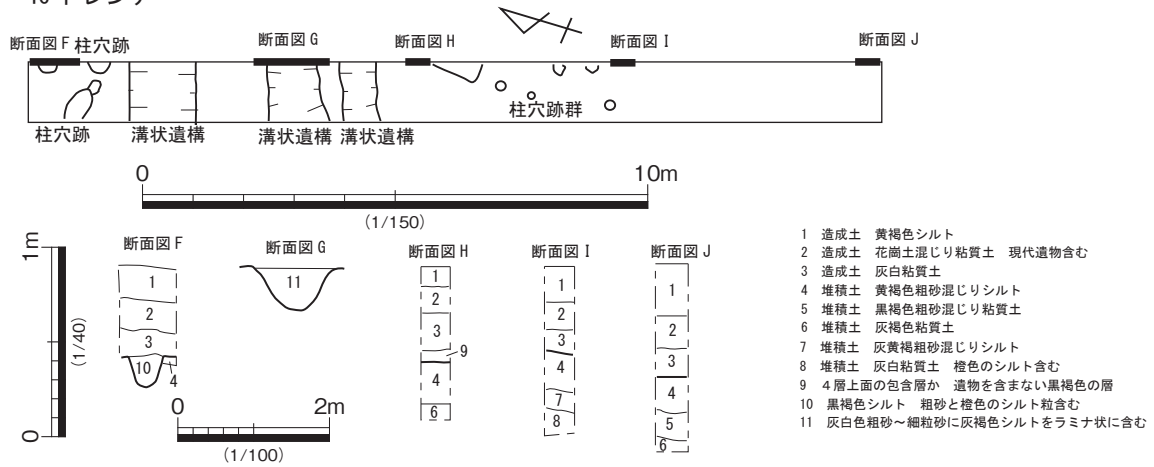 断面図 F 柱穴跡 断面図 G 断面図 H 断面図 I 断面図 J
柱穴跡 溝状遺構 溝状遺構 溝状遺構 柱穴跡群
0 10m
(1/150)
断面図 F 断面図 G 断面図 H 断面図 I 断面図 J
1m
0
(1/40)
1
2
3
10
4
11
1
2
3
9
4
6
1
2
3
4
7
8
1
2
3
4
5
6
0 2m
(1/100)
1 造成土 黄褐色シルト
2 造成土 花崗土混じり粘質土 現代遺物含む
3 造成土 灰白粘質土
4 堆積土 黄褐色粗砂混じりシルト
5 堆積土 黒褐色粗砂混じり粘質土
6 堆積土 灰褐色粘質土
7 堆積土 灰黄褐粗砂混じりシルト
8 堆積土 灰白粘質土 橙色のシルト含む
9 4層上面の包含層か 遺物を含まない黒褐色の層
10 黒褐色シルト 粗砂と橙色のシルト粒含む
11 灰白色粗砂～細粒砂に灰褐色シルトをラミナ状に含む